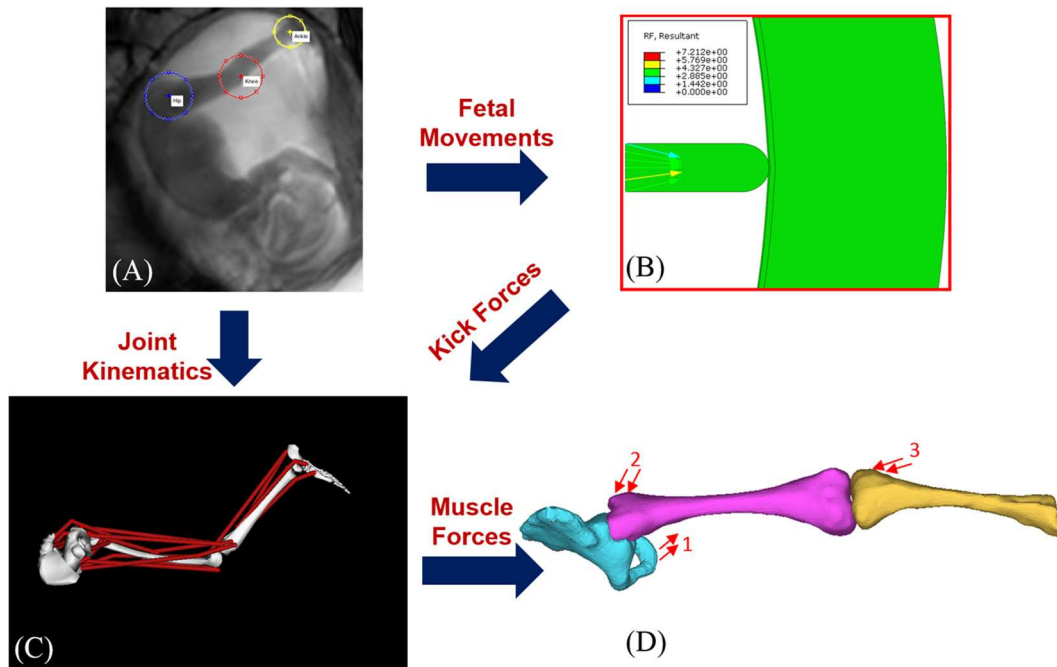 Ankle
Knee
Hip
(A)
Fetal
Movements
RF, Resultant
+7.212e+00
+5.769e+00
+4.327e+00
+2.885e+00
+1.442e+00
+0.000e+00
(B)
Joint
Kinematics
Kick Forces
(C)
Muscle
Forces
2
3
1
(D)